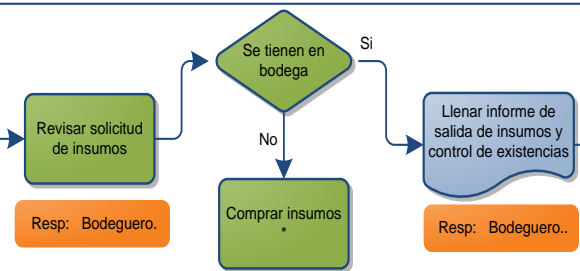 Revisar solicitud
de insumos
Resp: Bodeguero.
Se tienen en
bodega
Si
No
Comprar insumos
*
Llenar informe de
salida de insumos y
control de existencias
Resp: Bodeguero..